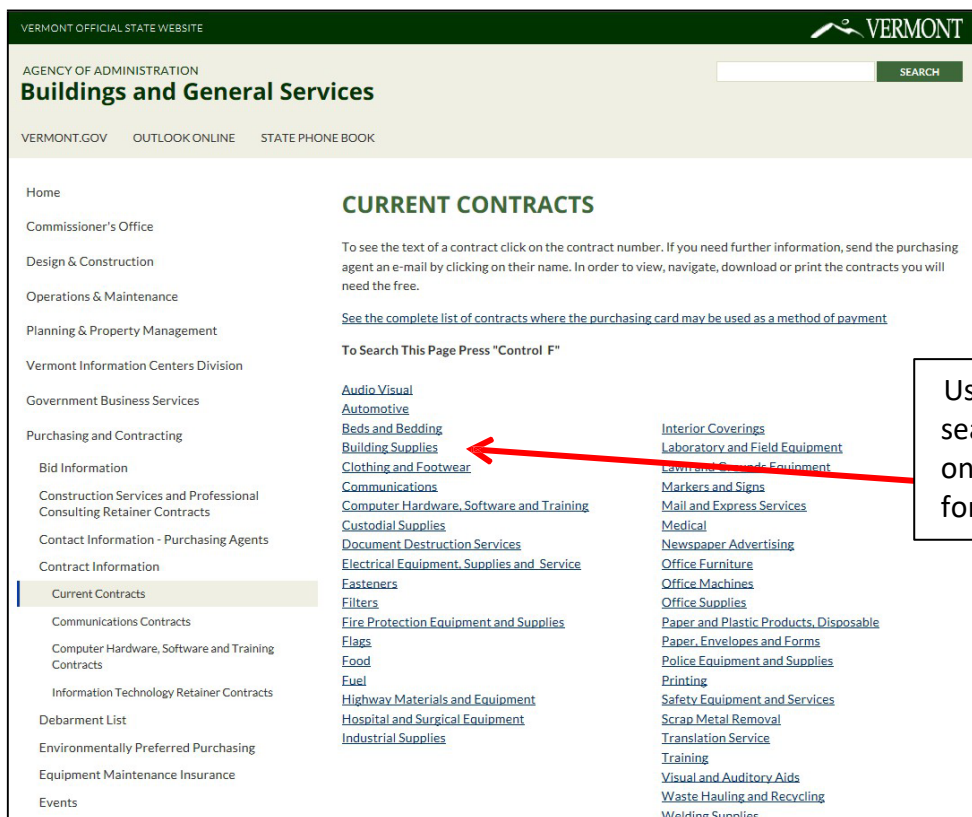 VERMONT OFFICIAL STATE WEBSITE
VERMONT
AGENCY OF ADMINISTRATION
Buildings and General Services
SEARCH
VERMONT.GOV OUTLOOK ONLINE STATE PHONE BOOK
Home
Commissioner's Office
Design & Construction
Operations & Maintenance
Planning & Property Management
Vermont Information Centers Division
Government Business Services
Purchasing and Contracting
Bid Information
Construction Services and Professional
Consulting Retainer Contracts
Contact Information - Purchasing Agents
Contract Information
Current Contracts
Communications Contracts
Computer Hardware, Software and Training
Contracts
Information Technology Retainer Contracts
Debarment List
Environmentally Preferred Purchasing
Equipment Maintenance Insurance
Events
CURRENT CONTRACTS
To see the text of a contract click on the contract number. If you need further information, send the purchasing
agent an e-mail by clicking on their name. In order to view, navigate, download or print the contracts you will
need the free.
See the complete list of contracts where the purchasing card may be used as a method of payment
To Search This Page Press "Control F"
Audio Visual
Automotive
Beds and Bedding
Building Supplies
Clothing and Footwear
Communications
Computer Hardware, Software and Training
Custodial Supplies
Document Destruction Services
Electrical Equipment, Supplies and Service
Fasteners
Filters
Fire Protection Equipment and Supplies
Flags
Food
Fuel
Highway Materials and Equipment
Hospital and Surgical Equipment
Industrial Supplies
Interior Coverings
Laboratory and Field Equipment
Lawn and Grounds Equipment
Markers and Signs
Mail and Express Services
Medical
Newspaper Advertising
Office Furniture
Office Machines
Office Supplies
Paper and Plastic Products, Disposable
Paper, Envelopes and Forms
Police Equipment and Supplies
Printing
Safety Equipment and Services
Scrap Metal Removal
Translation Service
Training
Visual and Auditory Aids
Waste Hauling and Recycling
Welding Supplies